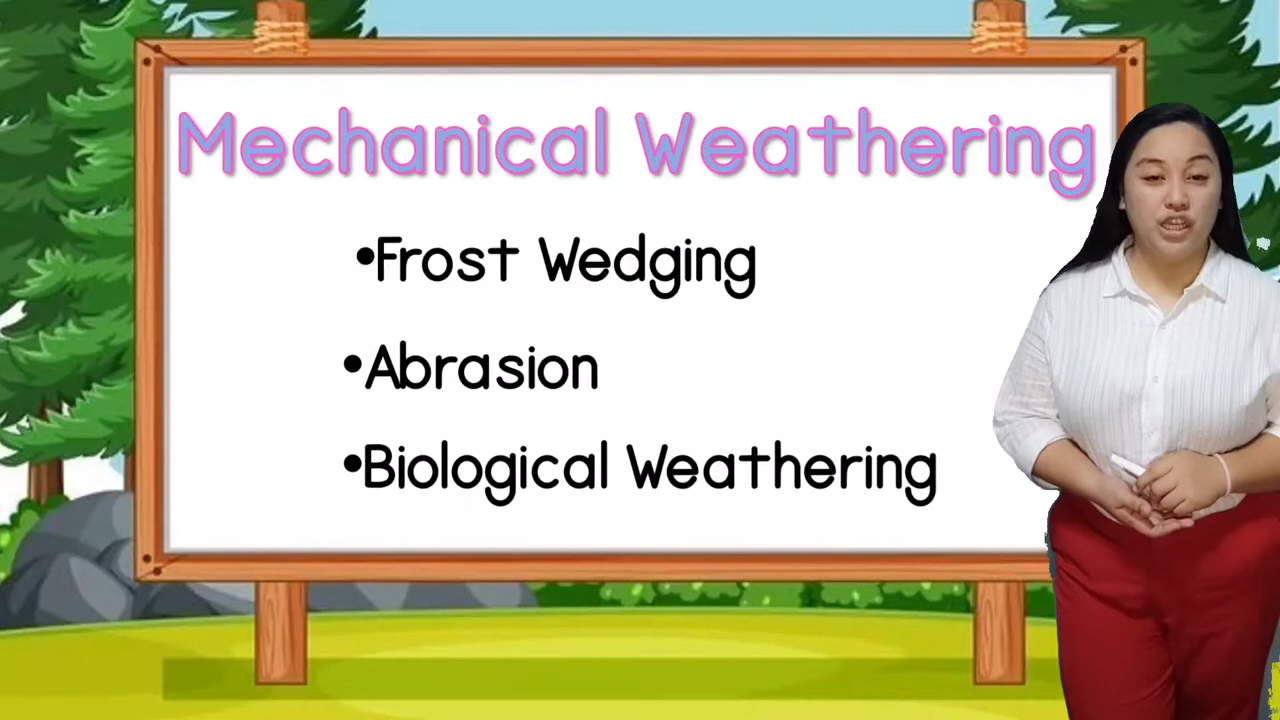 Mechanical Weathering
•Frost Wedging
•Abrasion
•Biological Weathering